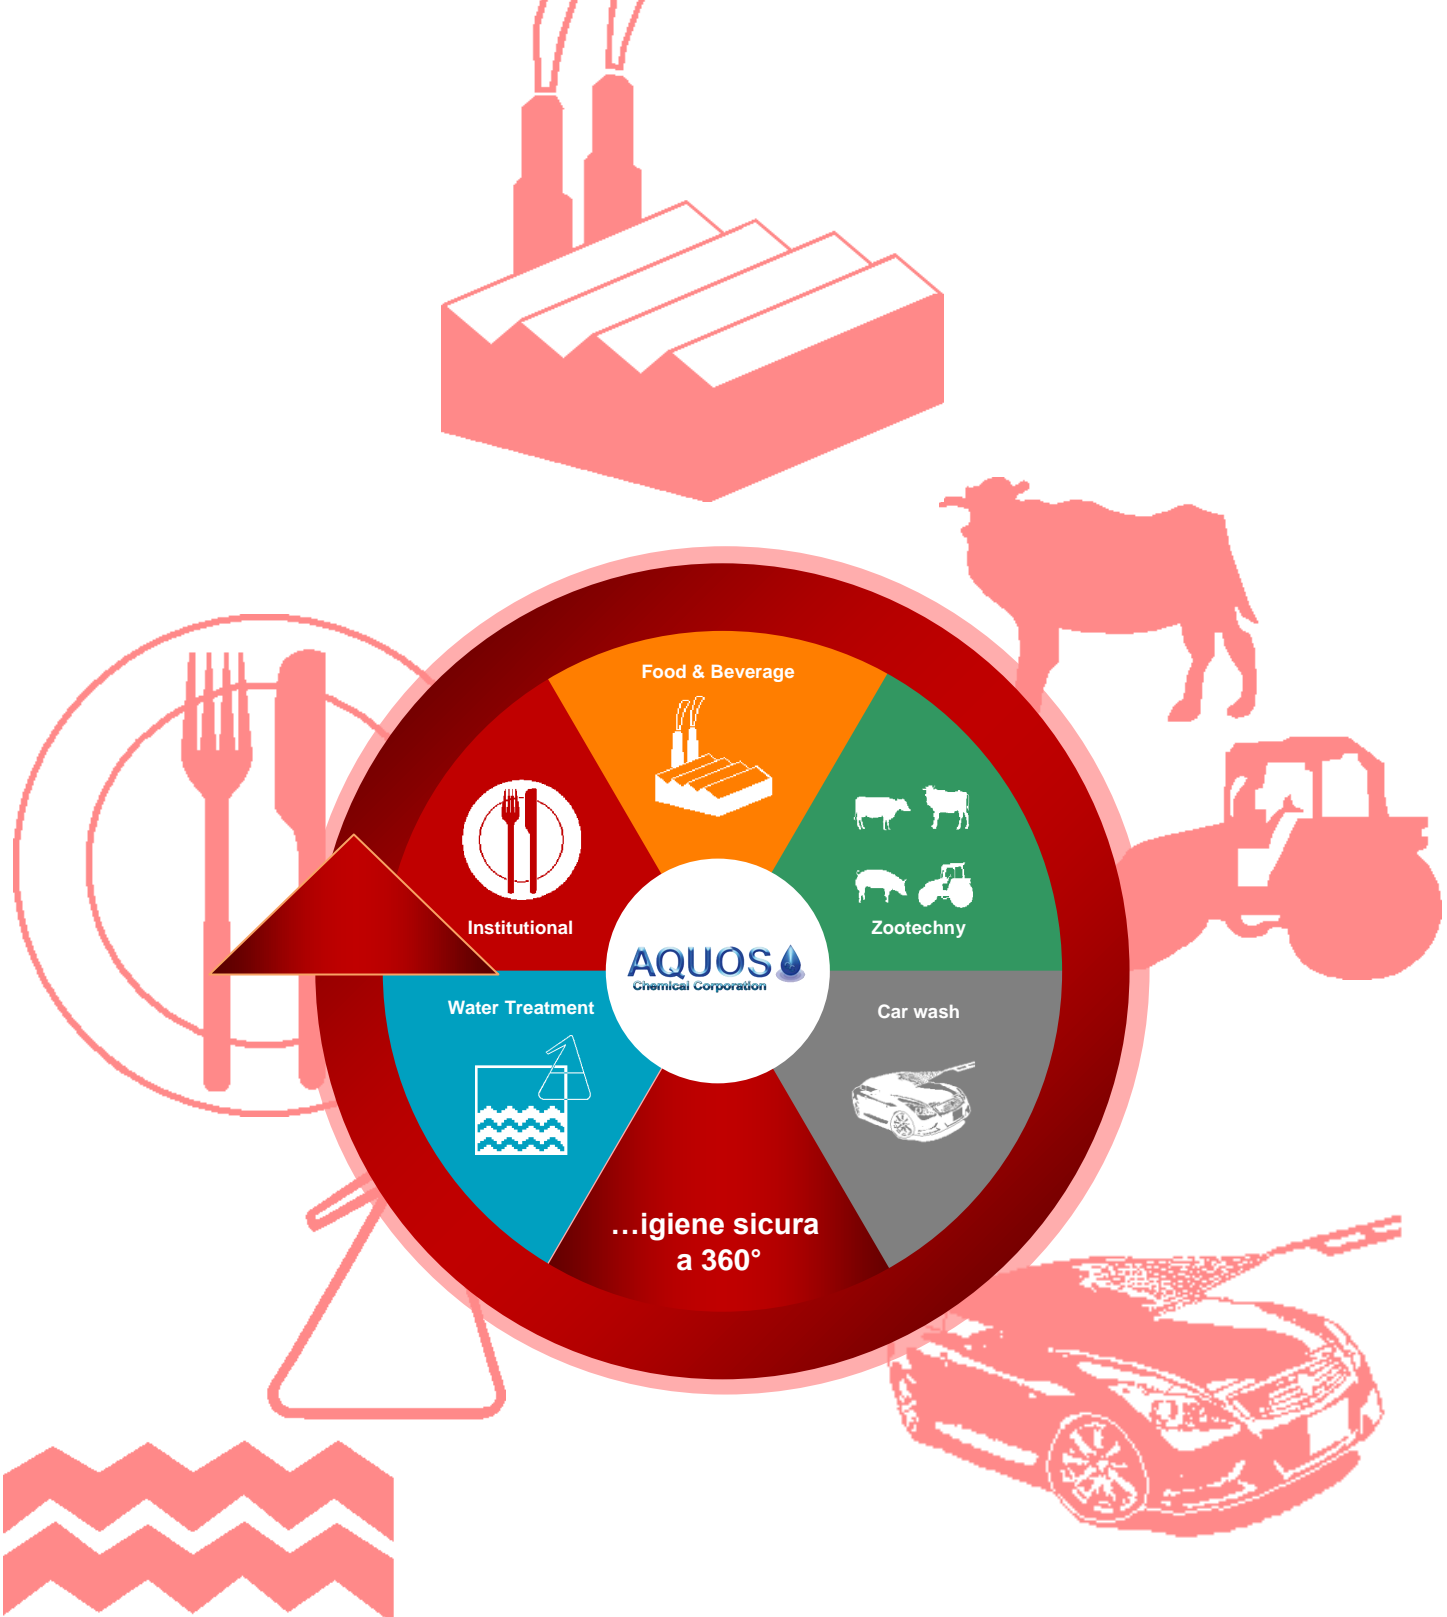 Food & Beverage
Institutional
Zootechny
AQUOS
Chemical Corporation
Water Treatment
Car wash
…igiene sicura
a 360°